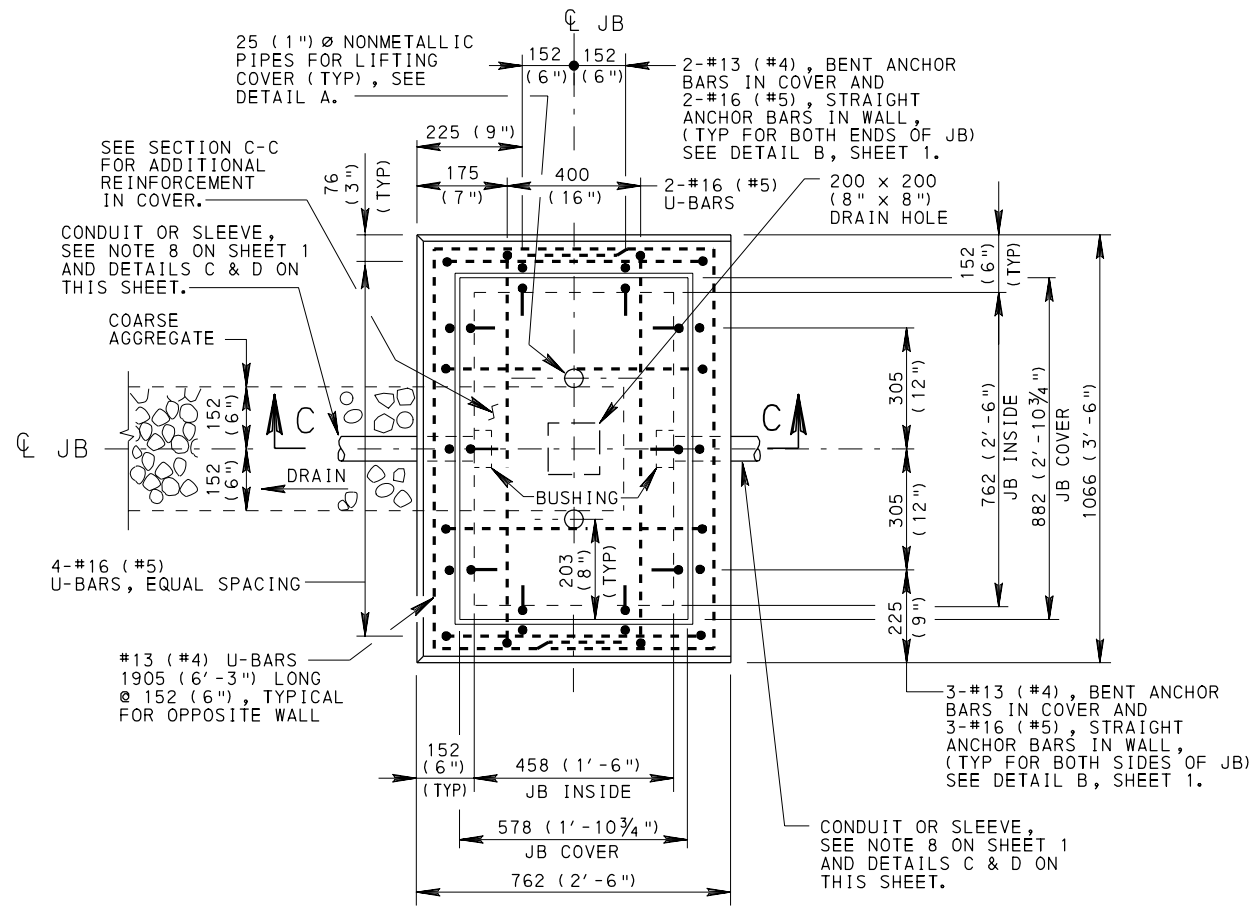 ℄ JB
25 (1") Ø NONMETALLIC
PIPES FOR LIFTING
COVER (TYP), SEE
DETAIL A.
152
(6")
152
(6")
2-#13 (#4), BENT ANCHOR
BARS IN COVER AND
2-#16 (#5), STRAIGHT
ANCHOR BARS IN WALL,
(TYP FOR BOTH ENDS OF JB)
SEE DETAIL B, SHEET 1.
225 (9")
SEE SECTION C-C
FOR ADDITIONAL
REINFORCEMENT
IN COVER.
76
(3")
(TYP)
175
(7")
400
(16")
2-#16 (#5)
U-BARS
200 x 200
(8" x 8")
DRAIN HOLE
CONDUIT OR SLEEVE,
SEE NOTE 8 ON SHEET 1
AND DETAILS C & D ON
THIS SHEET.
152
(6")
(TYP)
COARSE
AGGREGATE
152
(6")
152
(6")
C
C
℄ JB
DRAIN
BUSHING
305
(12")
305
(12")
762 (2'-6")
JB INSIDE
882 (2'-10¾")
JB COVER
1066 (3'-6")
203
(8")
(TYP)
225
(9")
4-#16 (#5)
U-BARS, EQUAL SPACING
#13 (#4) U-BARS
1905 (6'-3") LONG
@ 152 (6"), TYPICAL
FOR OPPOSITE WALL
3-#13 (#4), BENT ANCHOR
BARS IN COVER AND
3-#16 (#5), STRAIGHT
ANCHOR BARS IN WALL,
(TYP FOR BOTH SIDES OF JB)
SEE DETAIL B, SHEET 1.
152
(6")
(TYP)
458 (1'-6")
JB INSIDE
578 (1'-10¾")
JB COVER
762 (2'-6")
CONDUIT OR SLEEVE,
SEE NOTE 8 ON SHEET 1
AND DETAILS C & D ON
THIS SHEET.